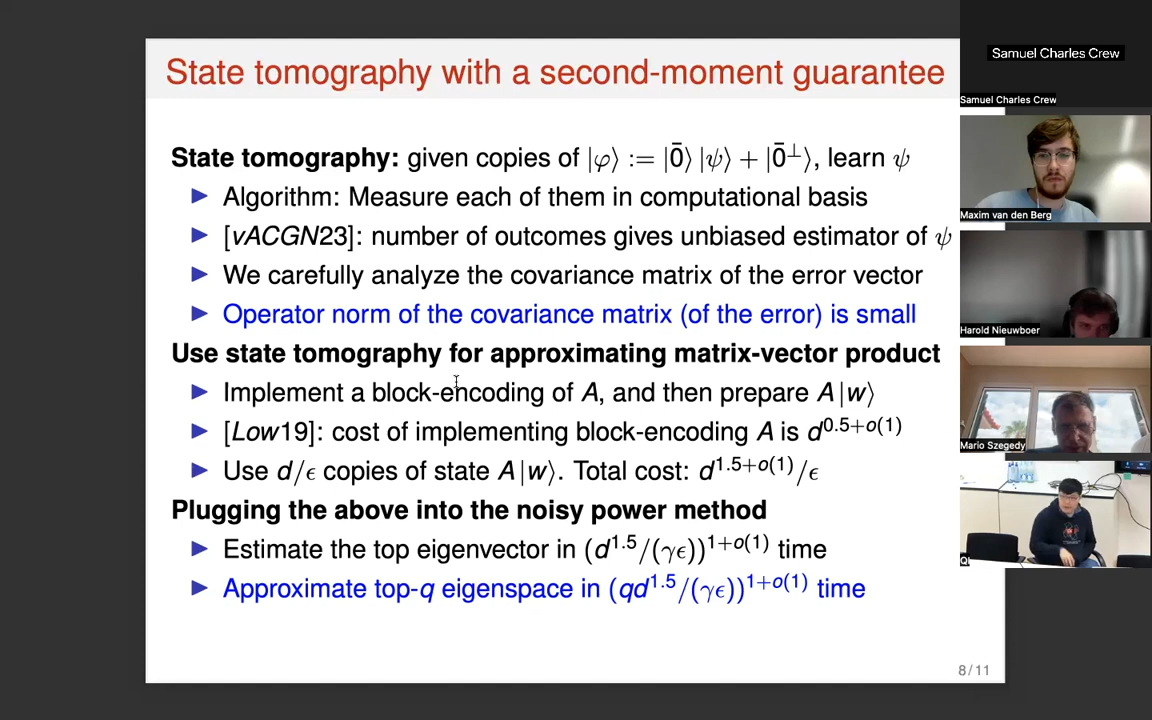 State tomography with a second-moment guarantee
State tomography: given copies of |φ⟩ := |0̄⟩ |ψ⟩ + |0̄⊥⟩, learn ψ
Algorithm: Measure each of them in computational basis
[vACGN23]: number of outcomes gives unbiased estimator of ψ
We carefully analyze the covariance matrix of the error vector
Operator norm of the covariance matrix (of the error) is small
Use state tomography for approximating matrix-vector product
Implement a block-encoding of A, and then prepare A |w⟩
[Low19]: cost of implementing block-encoding A is d^0.5+o(1)
Use d/ϵ copies of state A |w⟩. Total cost: d^1.5+o(1)/ϵ
Plugging the above into the noisy power method
Estimate the top eigenvector in (d^1.5/(γϵ))^1+o(1) time
Approximate top-q eigenspace in (qd^1.5/(γϵ))^1+o(1) time
8/11
Samuel Charles Crew
Samuel Charles Crew
Maxim van den Berg
Harold Nieuwboer
Mario Szegedy